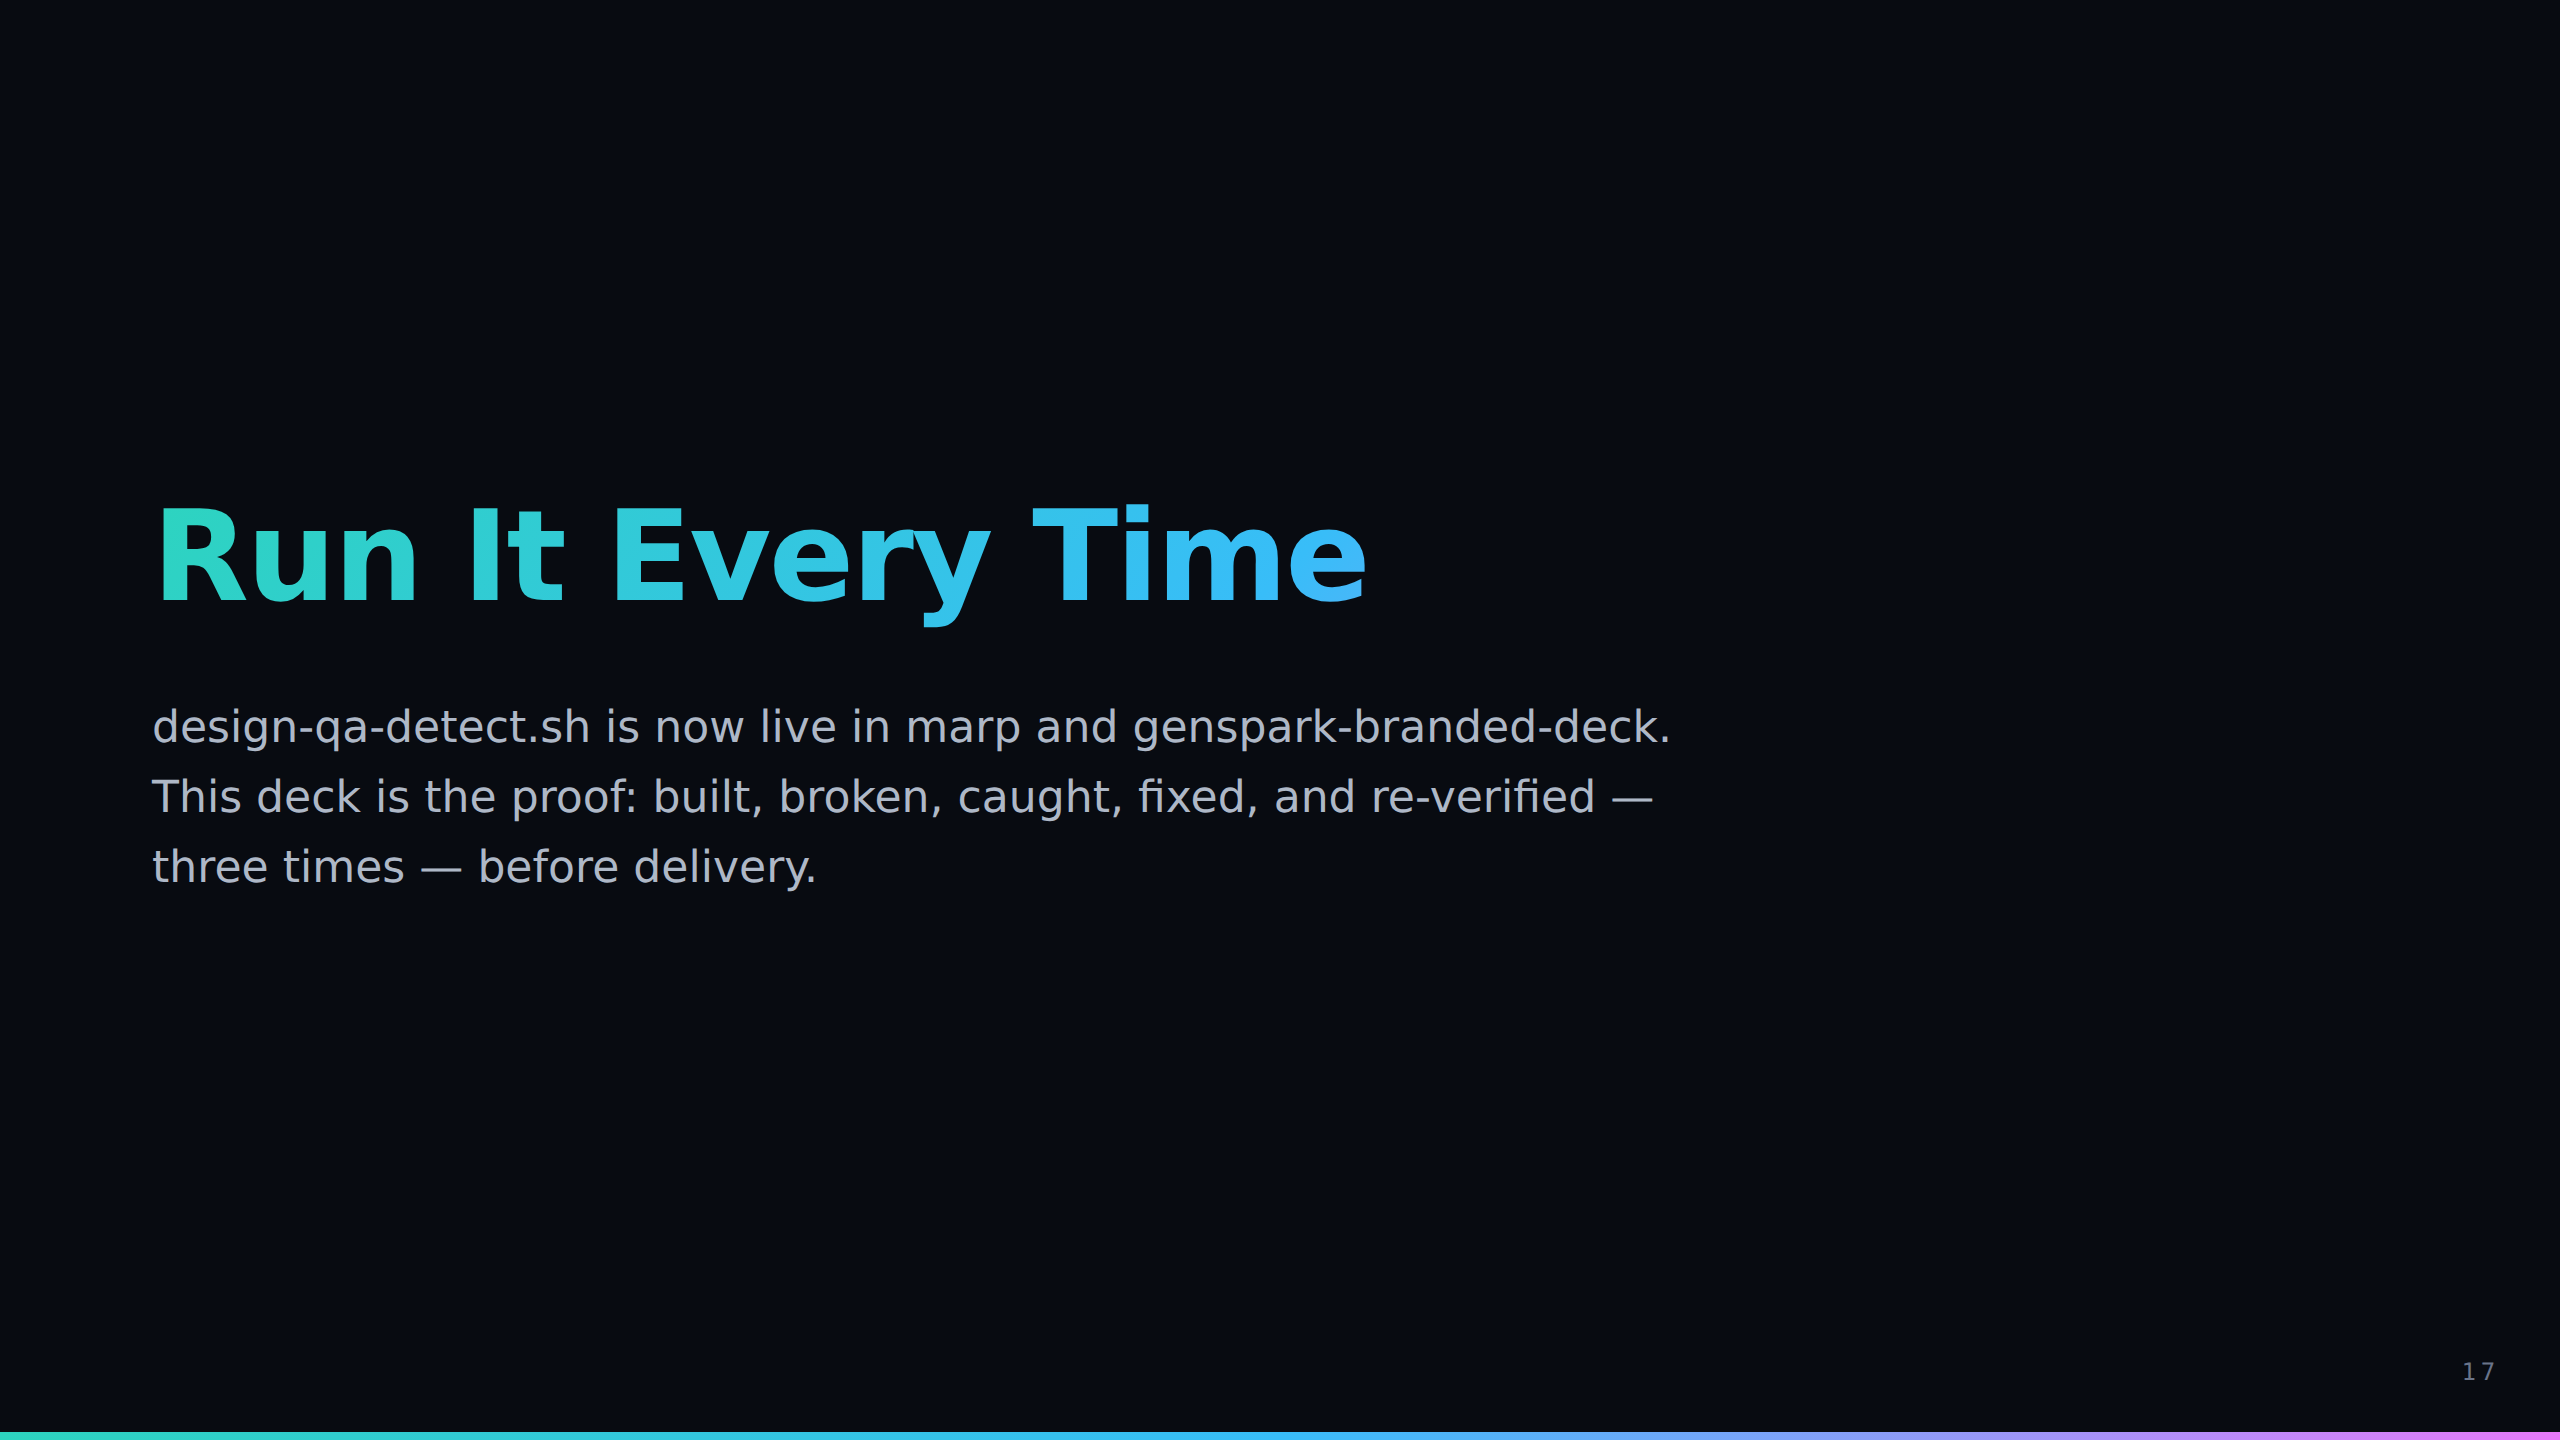 Run It Every Time
design-qa-detect.sh is now live in marp and genspark-branded-deck.
This deck is the proof: built, broken, caught, fixed, and re-verified —
three times — before delivery.
17